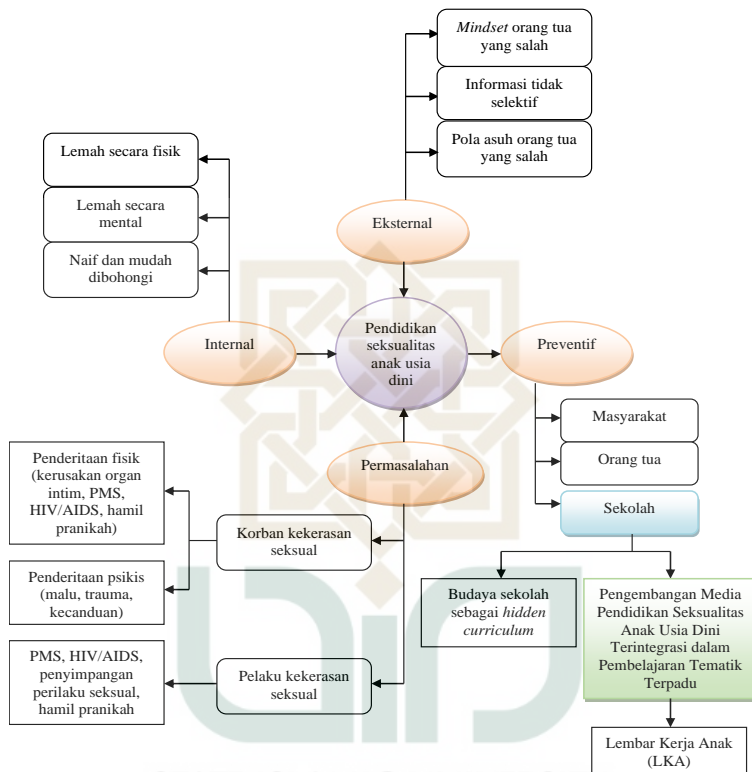 Mindset orang tua
yang salah
Informasi tidak
selektif
Pola asuh orang tua
yang salah
Lemah secara fisik
Lemah secara
mental
Naif dan mudah
dibohongi
Eksternal
Internal
Pendidikan
seksualitas
anak usia
dini
Preventif
Masyarakat
Orang tua
Sekolah
Permasalahan
Penderitaan fisik
(kerusakan organ
intim, PMS,
HIV/AIDS, hamil
pranikah)
Korban kekerasan
seksual
Penderitaan psikis
(malu, trauma,
kecanduan)
PMS, HIV/AIDS,
penyimpangan
perilaku seksual,
hamil pranikah
Pelaku kekerasan
seksual
Budaya sekolah
sebagai hidden
curriculum
Pengembangan Media
Pendidikan Seksualitas
Anak Usia Dini
Terintegrasi dalam
Pembelajaran Tematik
Terpadu
Lembar Kerja Anak
(LKA)